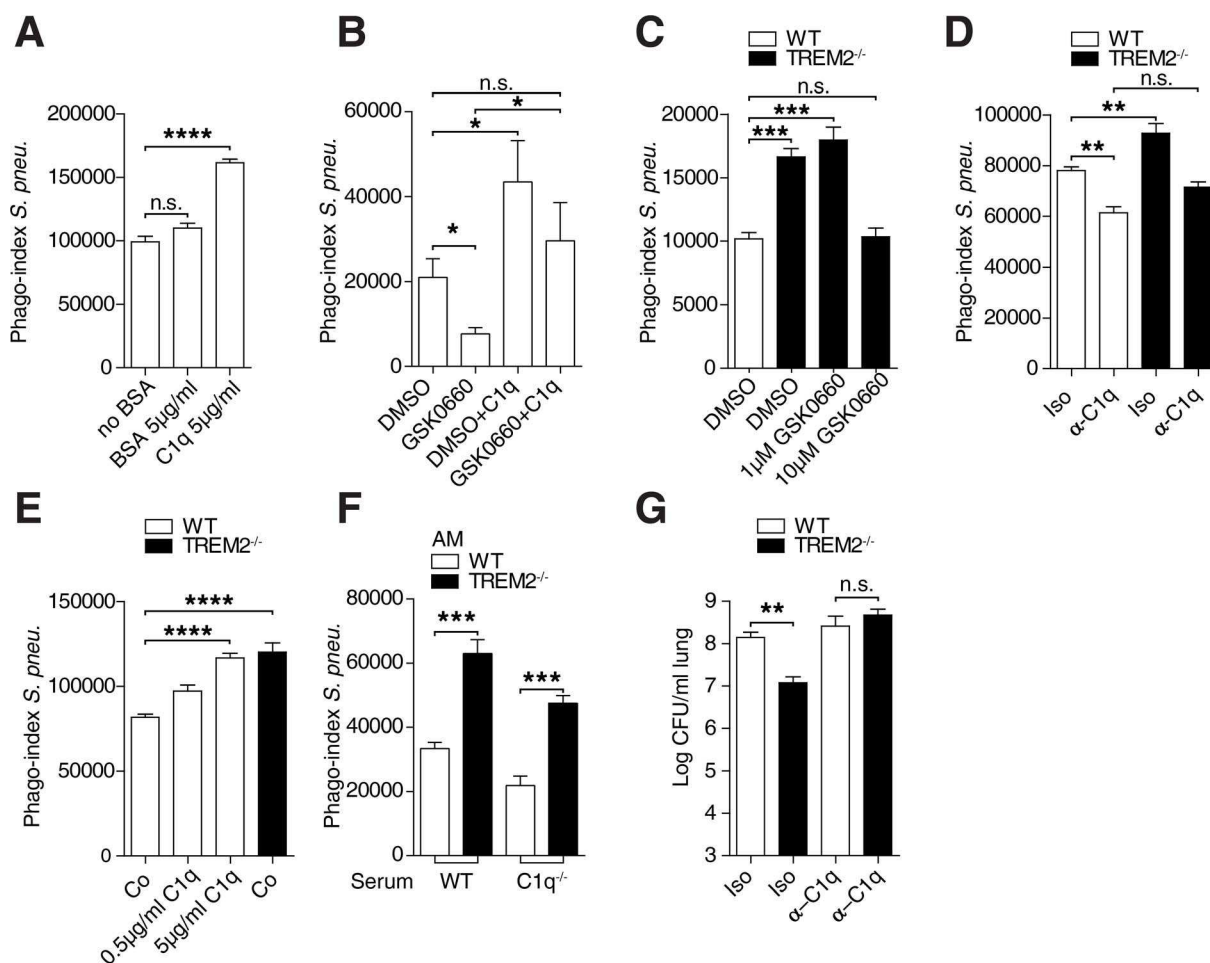 A
200000
150000
100000
50000
0
Phago-index S. pneu.
****
n.s.
no BSA
BSA 5µg/ml
C1q 5µg/ml
B
60000
40000
20000
0
Phago-index S. pneu.
n.s.
*
*
*
DMSO
GSK0660
DMSO+C1q
GSK0660+C1q
C
WT
TREM2-/-
20000
15000
10000
5000
0
Phago-index S. pneu.
n.s.
***
***
DMSO
DMSO
1µM GSK0660
10µM GSK0660
D
WT
TREM2-/-
100000
80000
60000
40000
20000
0
Phago-index S. pneu.
n.s.
**
**
Iso
α-C1q
Iso
α-C1q
E
WT
TREM2-/-
150000
100000
50000
0
Phago-index S. pneu.
****
****
Co
0.5µg/ml C1q
5µg/ml C1q
Co
F
AM
WT
TREM2-/-
80000
60000
40000
20000
0
Phago-index S. pneu.
***
***
Serum WT C1q-/-
G
WT
TREM2-/-
9
8
7
6
5
4
3
Log CFU/ml lung
**
n.s.
Iso
Iso
α–C1q
α–C1q